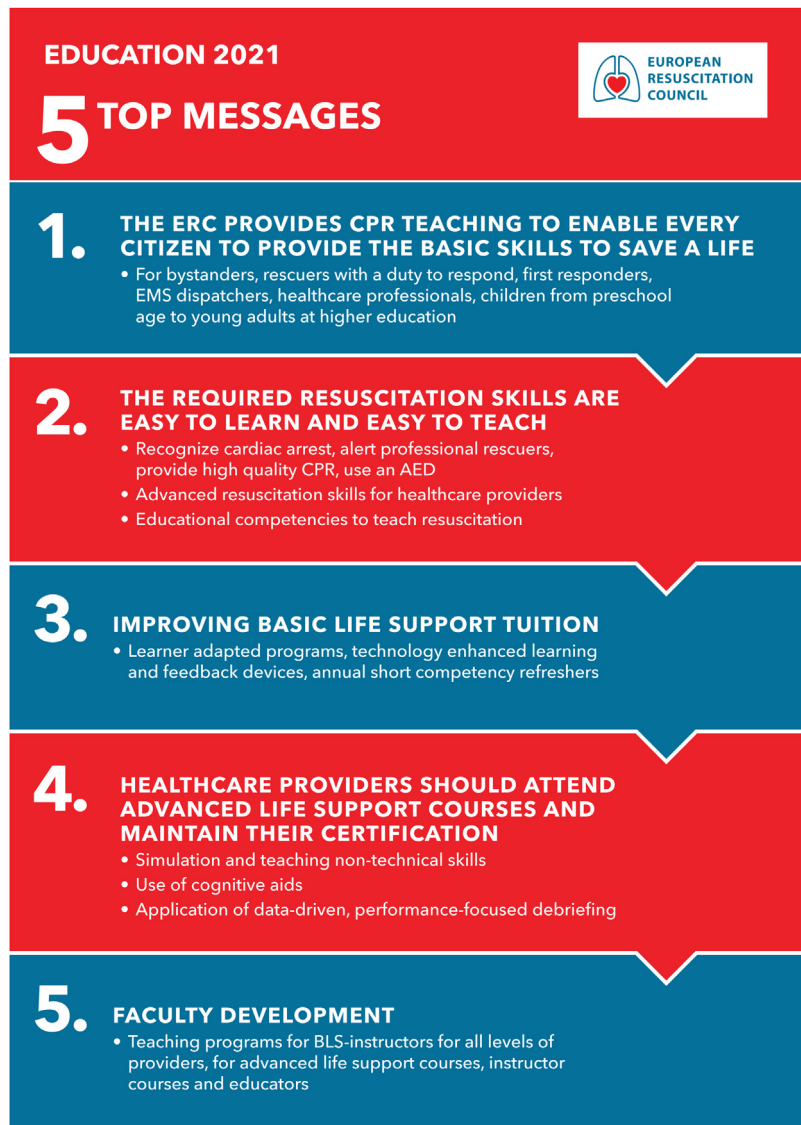 EDUCATION 2021
5 TOP MESSAGES
EUROPEAN
RESUSCITATION
COUNCIL
1.
THE ERC PROVIDES CPR TEACHING TO ENABLE EVERY
CITIZEN TO PROVIDE THE BASIC SKILLS TO SAVE A LIFE
• For bystanders, rescuers with a duty to respond, first responders,
EMS dispatchers, healthcare professionals, children from preschool
age to young adults at higher education
2.
THE REQUIRED RESUSCITATION SKILLS ARE
EASY TO LEARN AND EASY TO TEACH
• Recognize cardiac arrest, alert professional rescuers,
provide high quality CPR, use an AED
• Advanced resuscitation skills for healthcare providers
• Educational competencies to teach resuscitation
3.
IMPROVING BASIC LIFE SUPPORT TUITION
• Learner adapted programs, technology enhanced learning
and feedback devices, annual short competency refreshers
4.
HEALTHCARE PROVIDERS SHOULD ATTEND
ADVANCED LIFE SUPPORT COURSES AND
MAINTAIN THEIR CERTIFICATION
• Simulation and teaching non-technical skills
• Use of cognitive aids
• Application of data-driven, performance-focused debriefing
5.
FACULTY DEVELOPMENT
• Teaching programs for BLS-instructors for all levels of
providers, for advanced life support courses, instructor
courses and educators